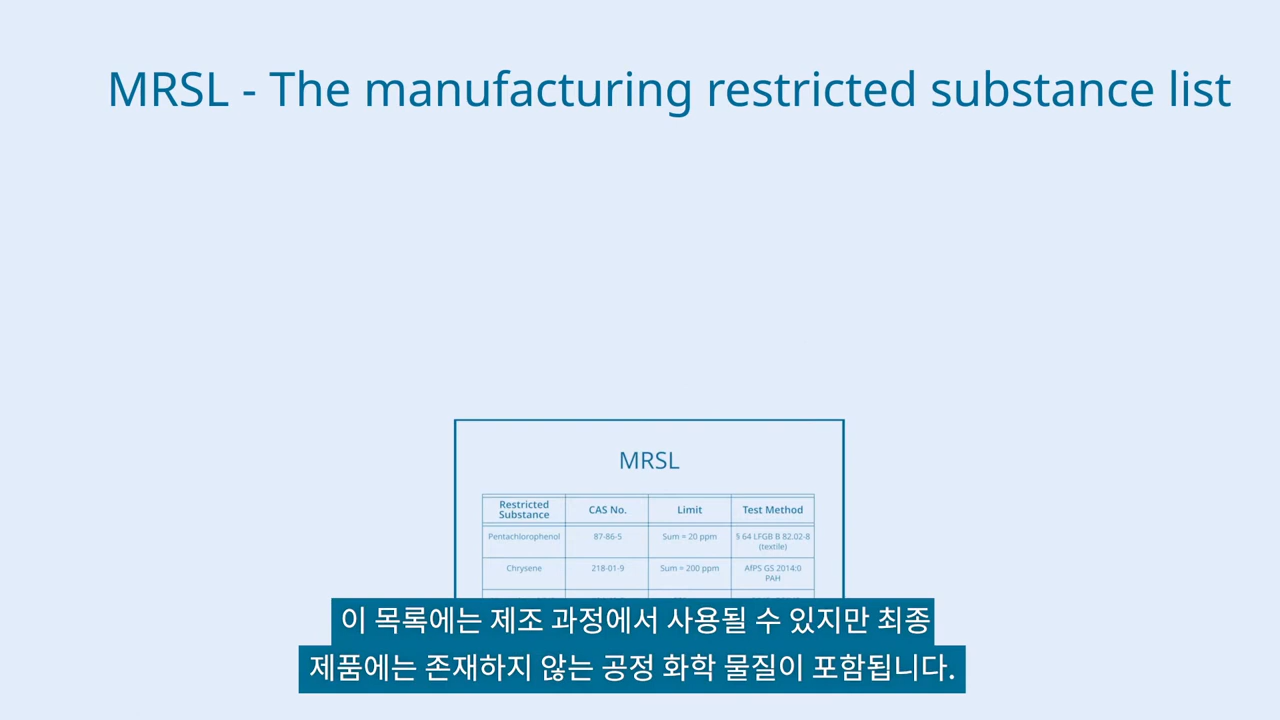 MRSL - The manufacturing restricted substance list
MRSL
Restricted Substance
CAS No.
Limit
Test Method
Pentachlorophenol
87-86-5
Sum = 20 ppm
§ 64 LFGB B 82.02-8 (textile)
Chrysene
218-01-9
Sum = 200 ppm
AfPS GS 2014:0 PAH
이 목록에는 제조 과정에서 사용될 수 있지만 최종
제품에는 존재하지 않는 공정 화학 물질이 포함됩니다.